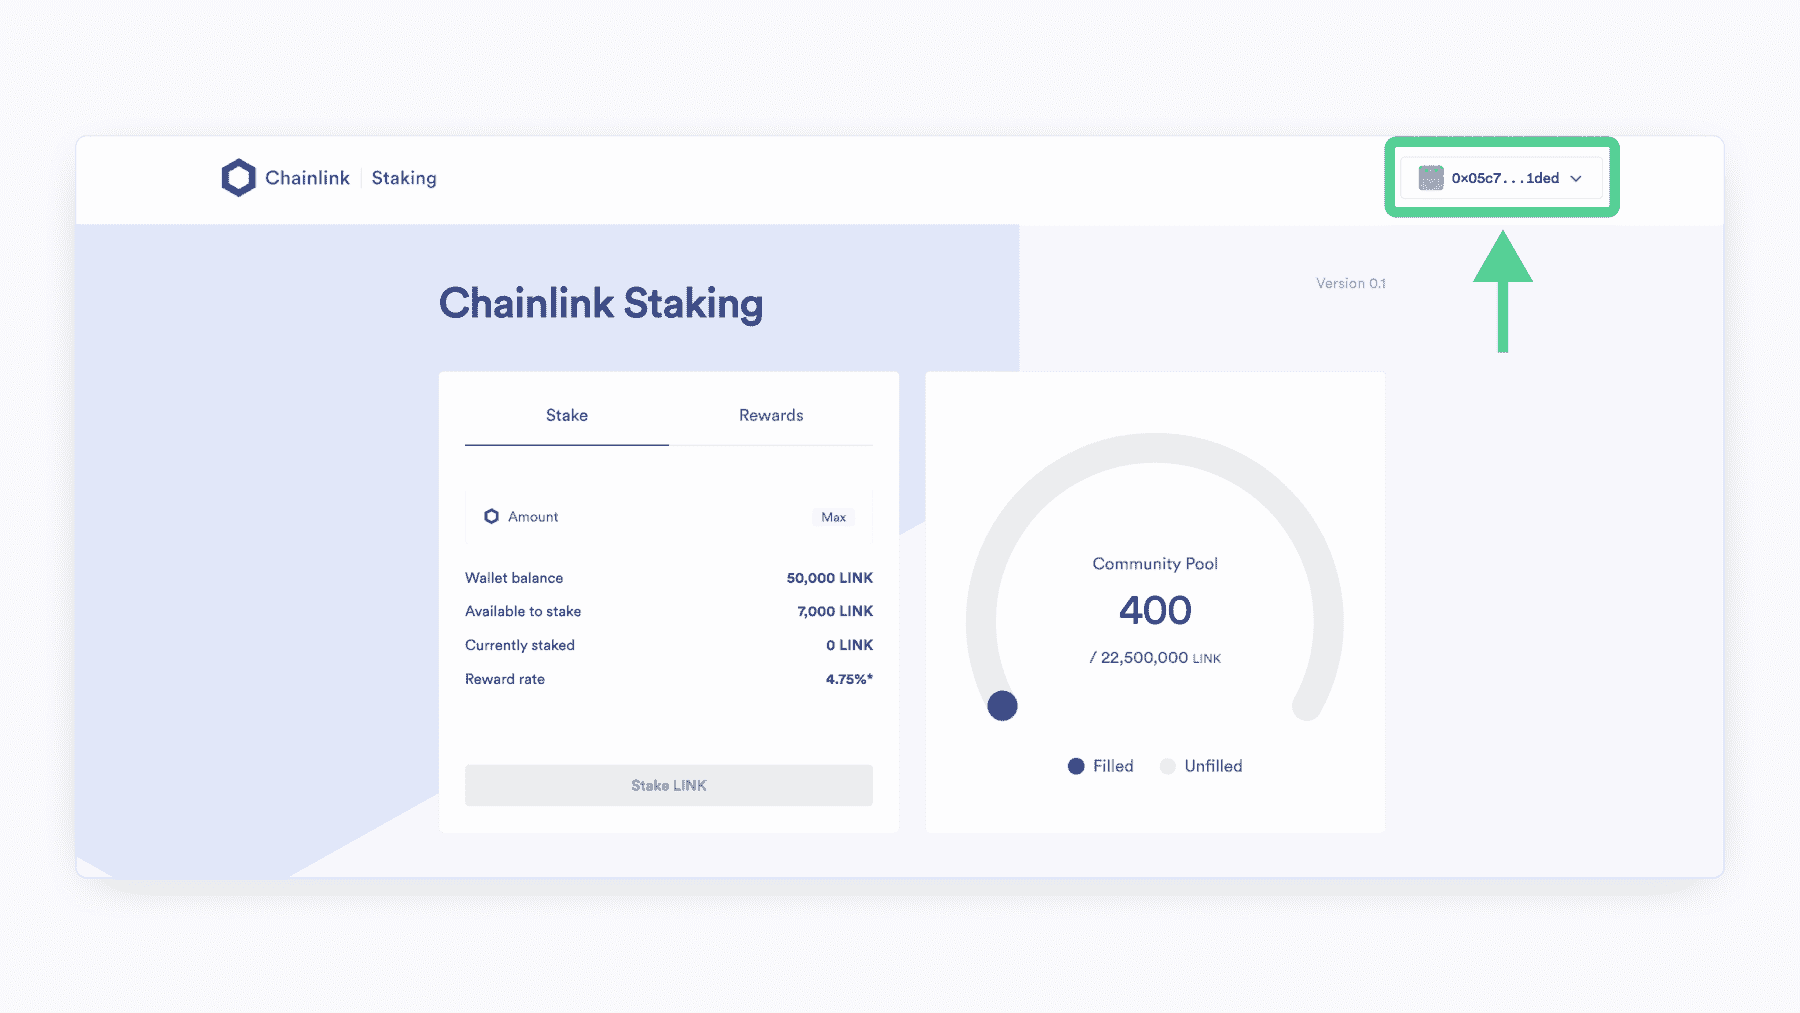 Chainlink | Staking
0x05c7...1ded
Chainlink Staking
Version 0.1
Stake Rewards
Amount Max
Wallet balance 50,000 LINK
Available to stake 7,000 LINK
Currently staked 0 LINK
Reward rate 4.75%*
Stake LINK
Community Pool
400
/ 22,500,000 LINK
Filled Unfilled